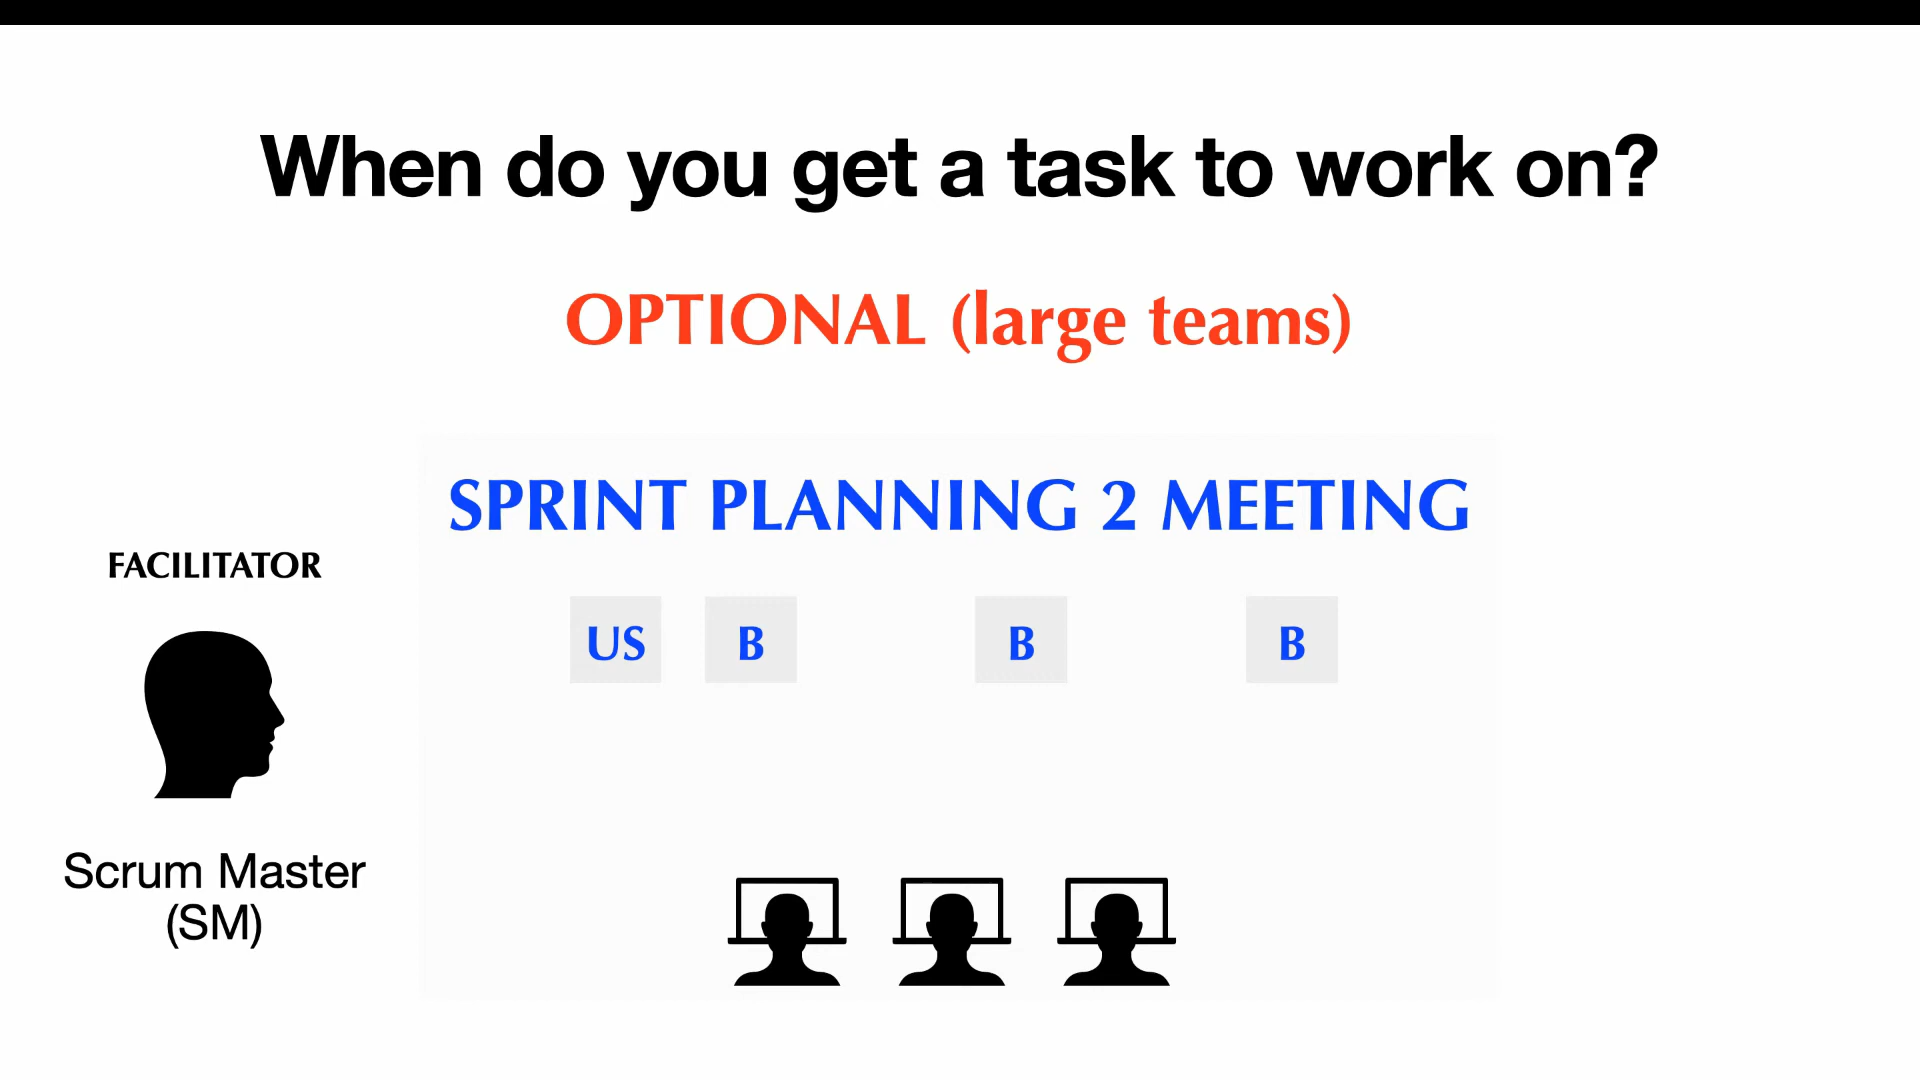 When do you get a task to work on?
OPTIONAL (large teams)
SPRINT PLANNING 2 MEETING
FACILITATOR
US B B B
Scrum Master
(SM)